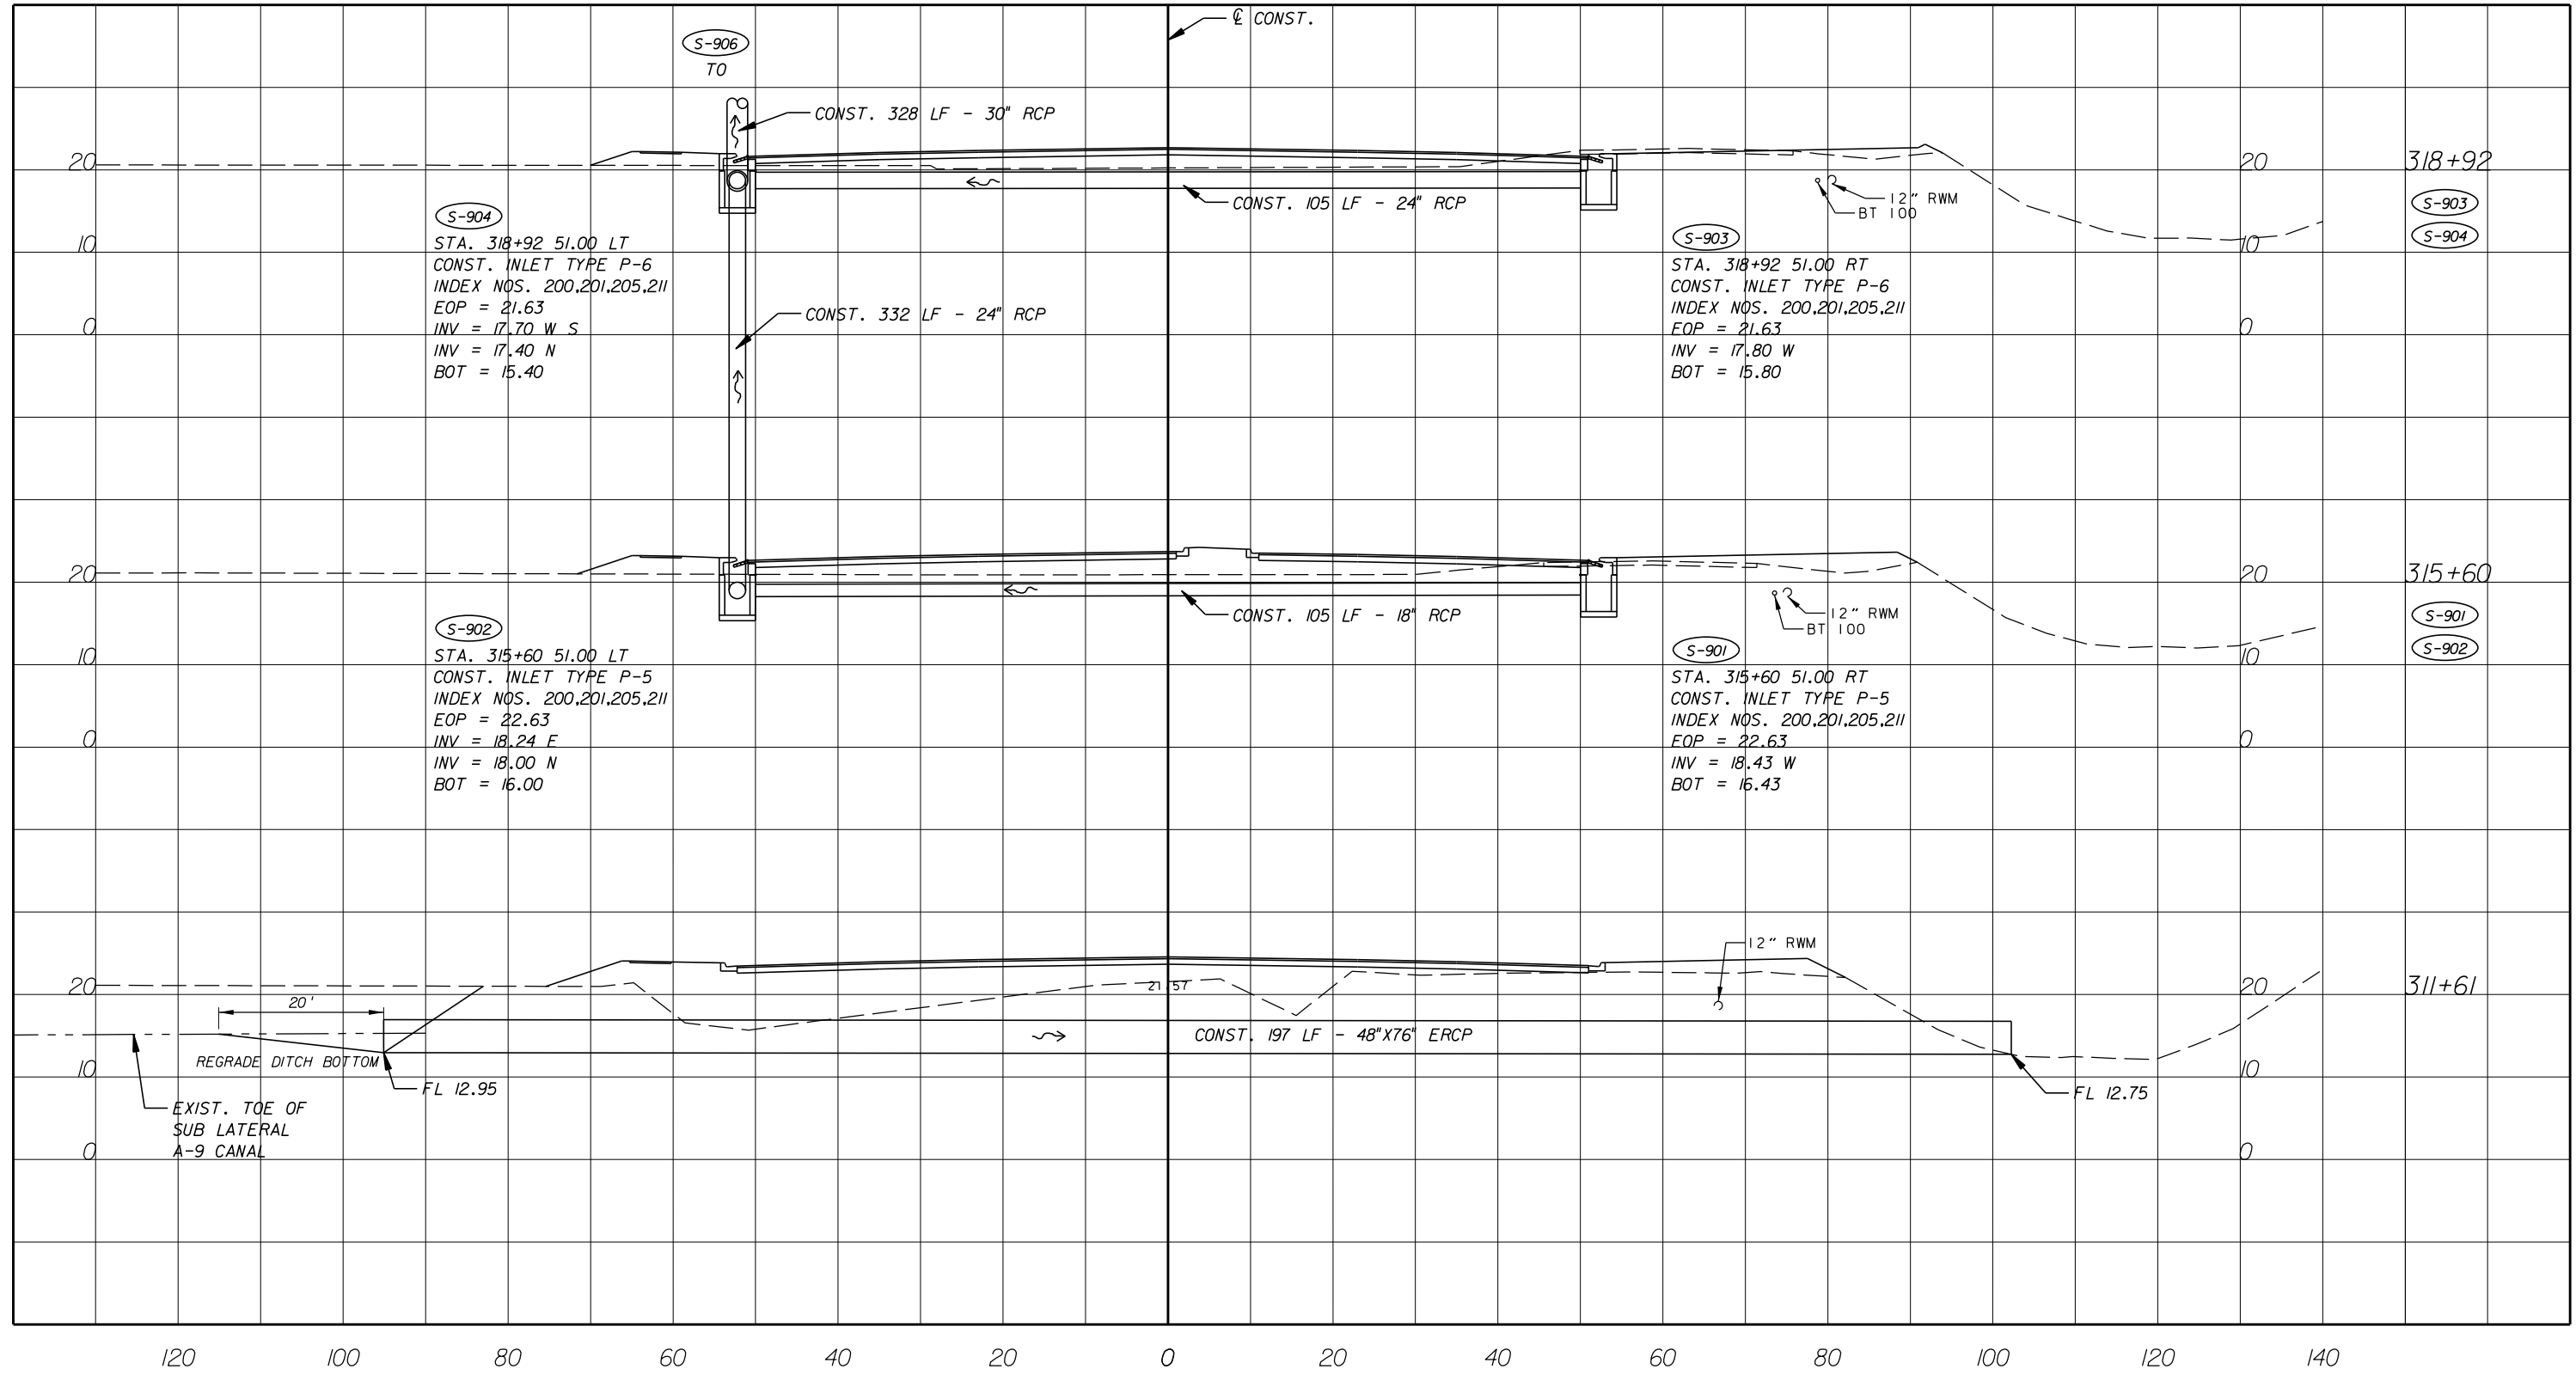 ℄ CONST.
S-906
TO
CONST. 328 LF - 30" RCP
20
20
318+92
12" RWM
BT 100
CONST. 105 LF - 24" RCP
S-903
S-904
S-904
STA. 318+92 51.00 LT
CONST. INLET TYPE P-6
INDEX NOS. 200,201,205,211
EOP = 21.63
INV = 17.70 W S
INV = 17.40 N
BOT = 15.40
S-903
STA. 318+92 51.00 RT
CONST. INLET TYPE P-6
INDEX NOS. 200,201,205,211
EOP = 21.63
INV = 17.80 W
BOT = 15.80
10
10
CONST. 332 LF - 24" RCP
0
0
20
20
315+60
12" RWM
BT 100
CONST. 105 LF - 18" RCP
S-901
S-902
S-902
STA. 315+60 51.00 LT
CONST. INLET TYPE P-5
INDEX NOS. 200,201,205,211
EOP = 22.63
INV = 18.24 E
INV = 18.00 N
BOT = 16.00
S-901
STA. 315+60 51.00 RT
CONST. INLET TYPE P-5
INDEX NOS. 200,201,205,211
EOP = 22.63
INV = 18.43 W
BOT = 16.43
10
10
0
0
12" RWM
20
20
311+61
21.57
20'
CONST. 197 LF - 48"X76" ERCP
REGRADE DITCH BOTTOM
10
10
FL 12.95
FL 12.75
EXIST. TOE OF
SUB LATERAL
A-9 CANAL
0
0
120 100 80 60 40 20 0 20 40 60 80 100 120 140